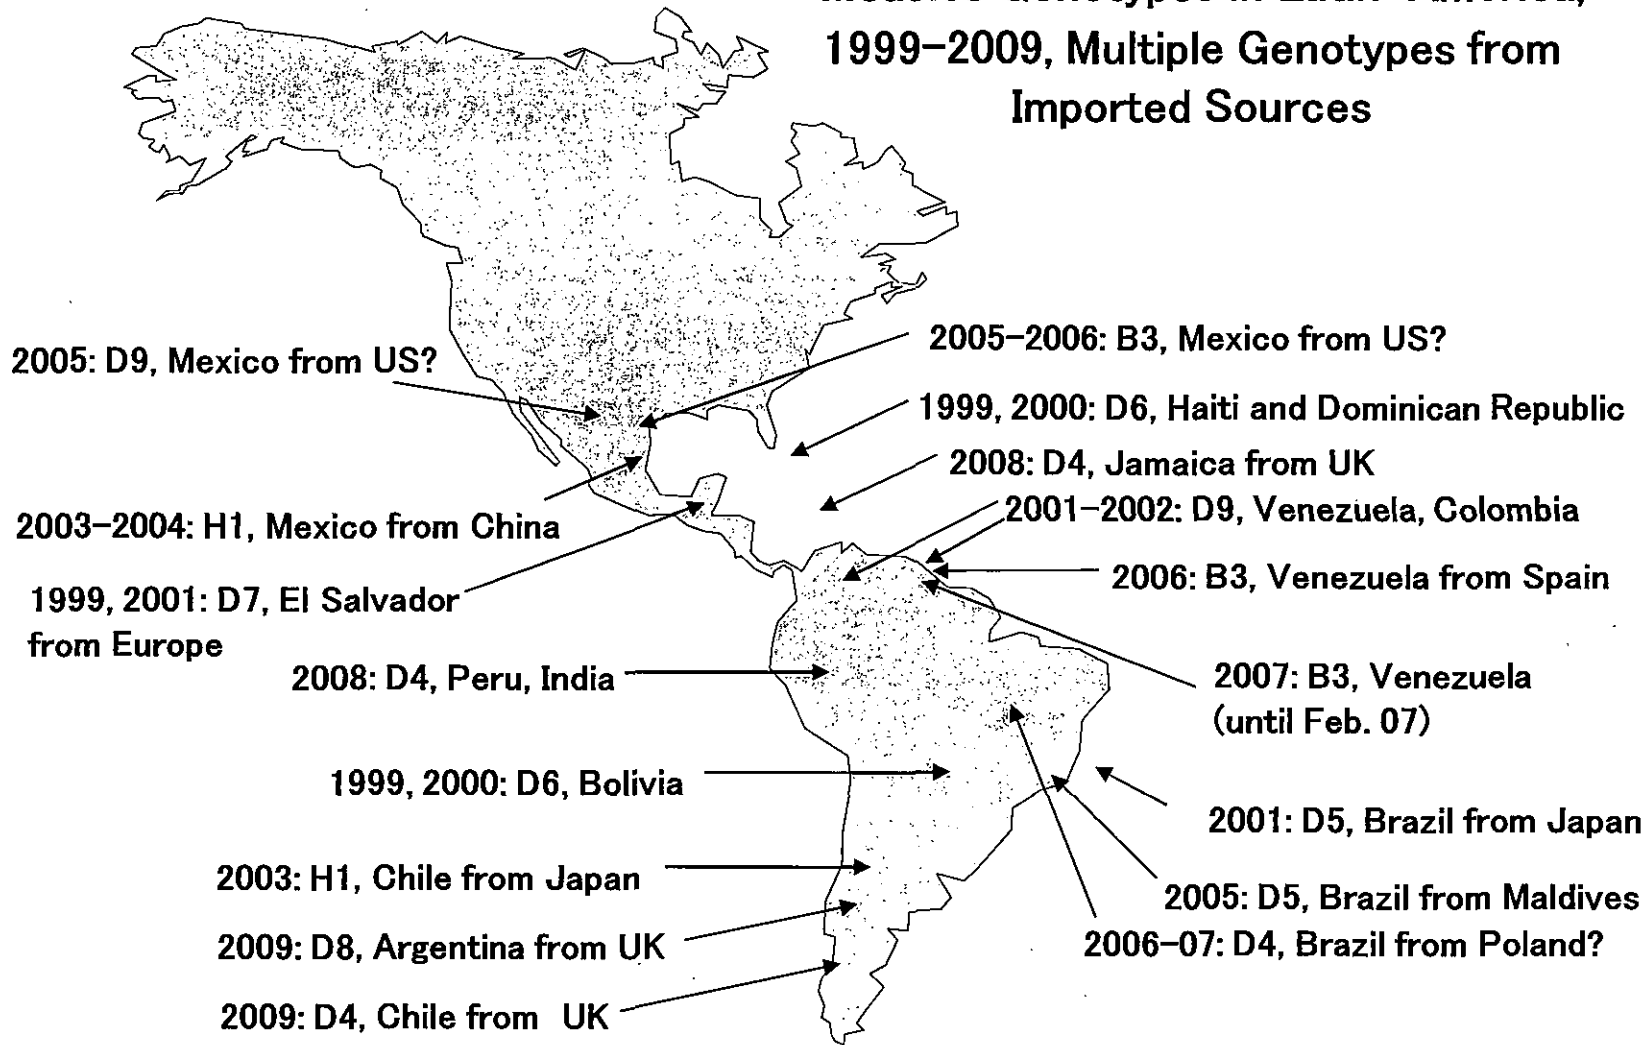 1999-2009, Multiple Genotypes from
Imported Sources
2005: D9, Mexico from US?
2005-2006: B3, Mexico from US?
1999, 2000: D6, Haiti and Dominican Republic
2008: D4, Jamaica from UK
2003-2004: H1, Mexico from China
2001-2002: D9, Venezuela, Colombia
2006: B3, Venezuela from Spain
1999, 2001: D7, El Salvador
from Europe
2008: D4, Peru, India
2007: B3, Venezuela
(until Feb. 07)
1999, 2000: D6, Bolivia
2001: D5, Brazil from Japan
2003: H1, Chile from Japan
2005: D5, Brazil from Maldives
2009: D8, Argentina from UK
2006-07: D4, Brazil from Poland?
2009: D4, Chile from UK